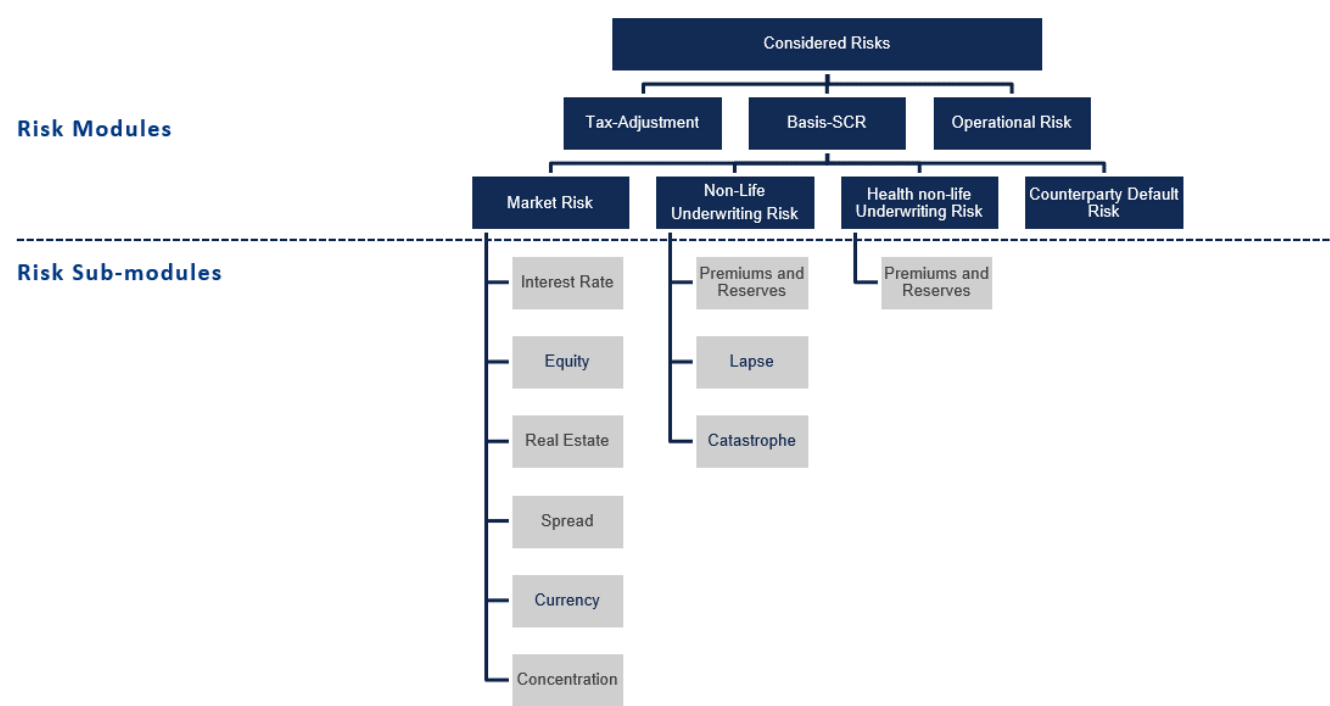 Considered Risks
Risk Modules
Tax-Adjustment
Basis-SCR
Operational Risk
Market Risk
Non-Life
Underwriting Risk
Health non-life
Underwriting Risk
Counterparty Default
Risk
Risk Sub-modules
Interest Rate
Premiums and
Reserves
Premiums and
Reserves
Equity
Lapse
Real Estate
Catastrophe
Spread
Currency
Concentration